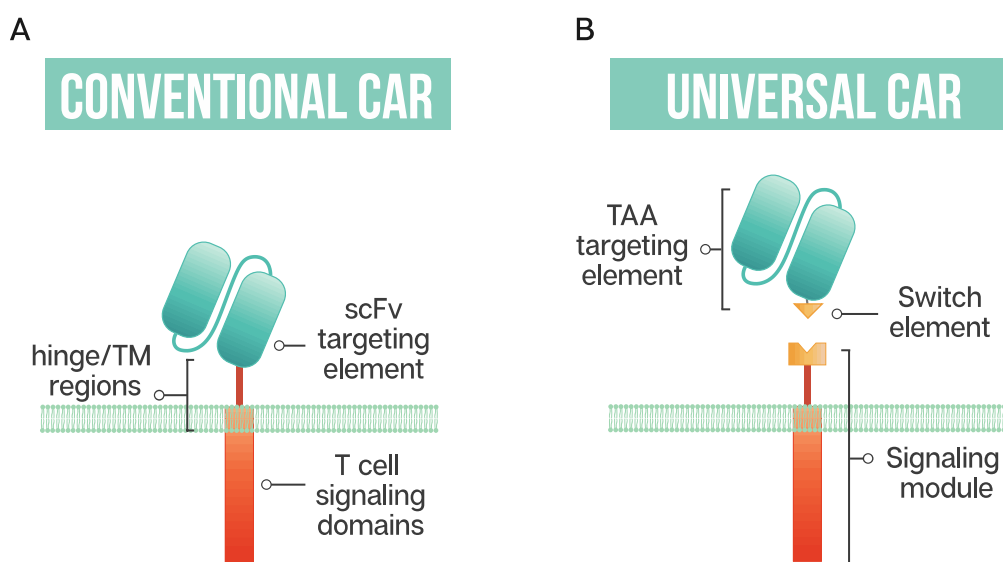 A
CONVENTIONAL CAR
scFv
targeting
element
hinge/TM
regions
T cell
signaling
domains
B
UNIVERSAL CAR
TAA
targeting
element
Switch
element
Signaling
module